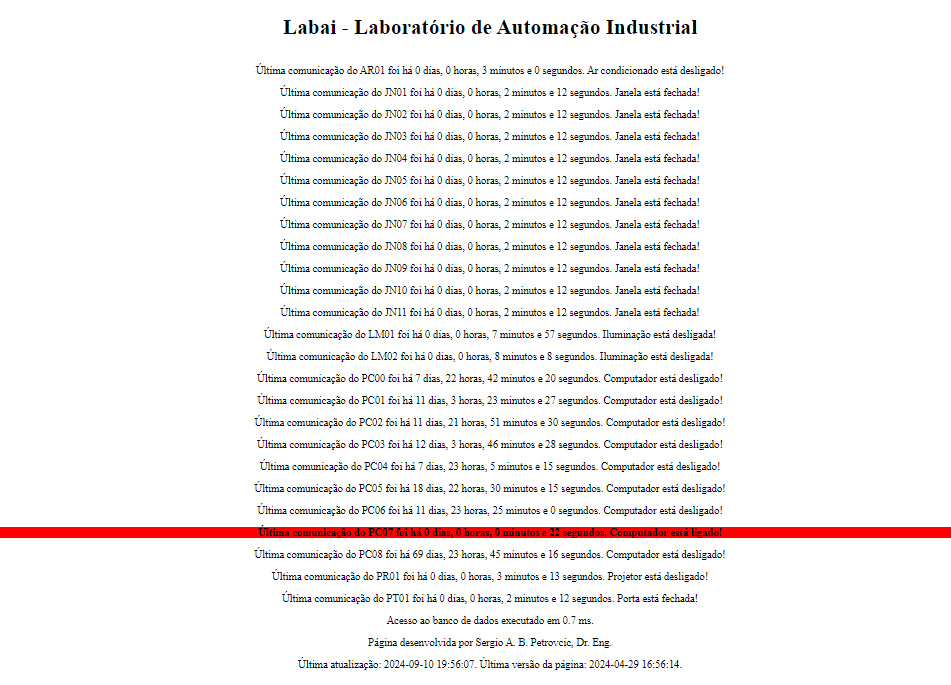 Labai - Laboratório de Automação Industrial
Última comunicação do AR01 foi há 0 dias, 0 horas, 3 minutos e 0 segundos. Ar condicionado está desligado!
Última comunicação do JN01 foi há 0 dias, 0 horas, 2 minutos e 12 segundos. Janela está fechada!
Última comunicação do JN02 foi há 0 dias, 0 horas, 2 minutos e 12 segundos. Janela está fechada!
Última comunicação do JN03 foi há 0 dias, 0 horas, 2 minutos e 12 segundos. Janela está fechada!
Última comunicação do JN04 foi há 0 dias, 0 horas, 2 minutos e 12 segundos. Janela está fechada!
Última comunicação do JN05 foi há 0 dias, 0 horas, 2 minutos e 12 segundos. Janela está fechada!
Última comunicação do JN06 foi há 0 dias, 0 horas, 2 minutos e 12 segundos. Janela está fechada!
Última comunicação do JN07 foi há 0 dias, 0 horas, 2 minutos e 12 segundos. Janela está fechada!
Última comunicação do JN08 foi há 0 dias, 0 horas, 2 minutos e 12 segundos. Janela está fechada!
Última comunicação do JN09 foi há 0 dias, 0 horas, 2 minutos e 12 segundos. Janela está fechada!
Última comunicação do JN10 foi há 0 dias, 0 horas, 2 minutos e 12 segundos. Janela está fechada!
Última comunicação do JN11 foi há 0 dias, 0 horas, 2 minutos e 12 segundos. Janela está fechada!
Última comunicação do LM01 foi há 0 dias, 0 horas, 7 minutos e 57 segundos. Iluminação está desligada!
Última comunicação do LM02 foi há 0 dias, 0 horas, 8 minutos e 8 segundos. Iluminação está desligada!
Última comunicação do PC00 foi há 7 dias, 22 horas, 42 minutos e 20 segundos. Computador está desligado!
Última comunicação do PC01 foi há 11 dias, 3 horas, 23 minutos e 27 segundos. Computador está desligado!
Última comunicação do PC02 foi há 11 dias, 21 horas, 51 minutos e 30 segundos. Computador está desligado!
Última comunicação do PC03 foi há 12 dias, 3 horas, 46 minutos e 28 segundos. Computador está desligado!
Última comunicação do PC04 foi há 7 dias, 23 horas, 5 minutos e 15 segundos. Computador está desligado!
Última comunicação do PC05 foi há 18 dias, 22 horas, 30 minutos e 15 segundos. Computador está desligado!
Última comunicação do PC06 foi há 11 dias, 23 horas, 25 minutos e 0 segundos. Computador está desligado!
Última comunicação do PC07 foi há 0 dias, 0 horas, 0 minutos e 22 segundos. Computador está ligado!
Última comunicação do PC08 foi há 69 dias, 23 horas, 45 minutos e 16 segundos. Computador está desligado!
Última comunicação do PR01 foi há 0 dias, 0 horas, 3 minutos e 13 segundos. Projetor está desligado!
Última comunicação do PT01 foi há 0 dias, 0 horas, 2 minutos e 12 segundos. Porta está fechada!
Acesso ao banco de dados executado em 0.7 ms.
Página desenvolvida por Sergio A. B. Petrovcic, Dr. Eng.
Última atualização: 2024-09-10 19:56:07. Última versão da página: 2024-04-29 16:56:14.